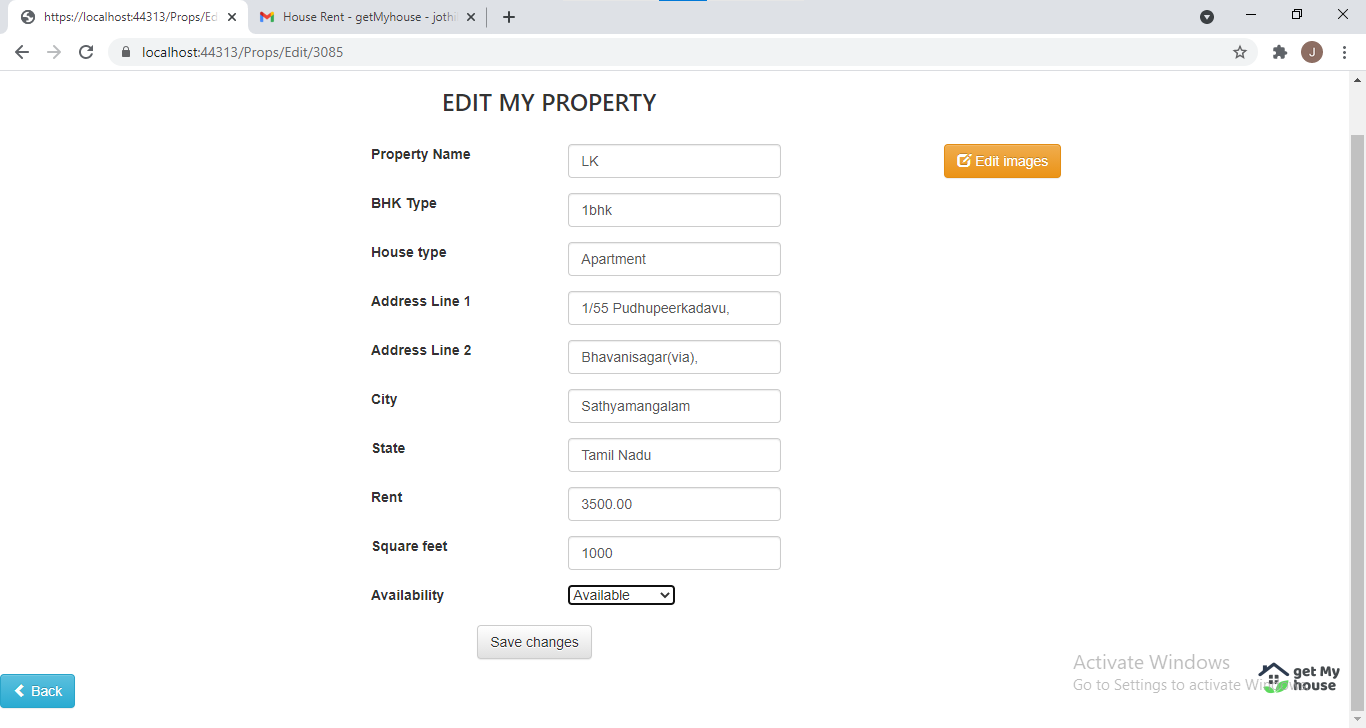 https://localhost:44313/Props/Ed
House Rent - getMyhouse - jothi
localhost:44313/Props/Edit/3085
J
EDIT MY PROPERTY
Property Name LK
Edit images
BHK Type 1bhk
House type Apartment
Address Line 1 1/55 Pudhupeerkadavu,
Address Line 2 Bhavanisagar(via),
City Sathyamangalam
State Tamil Nadu
Rent 3500.00
Square feet 1000
Availability Available
Save changes
Back
Activate Windows
Go to Settings to activate
get My
house